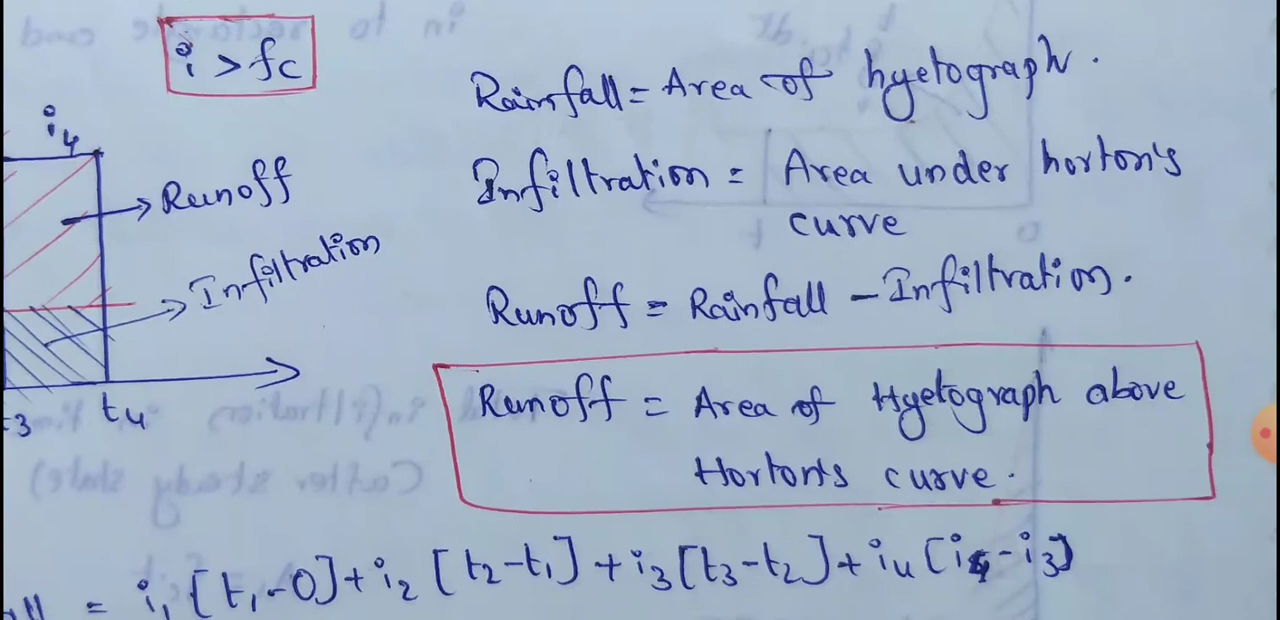 i > fc
Rainfall = Area of hyetograph.
i4
Runoff
Infiltration = Area under horton's
curve
Infiltration
Runoff = Rainfall - Infiltration.
t4
Runoff = Area of Hyetograph above
Horton's curve.
= i1 [t1-0] + i2 [t2-t1] + i3 [t3-t2] + i4 [i4-i3]